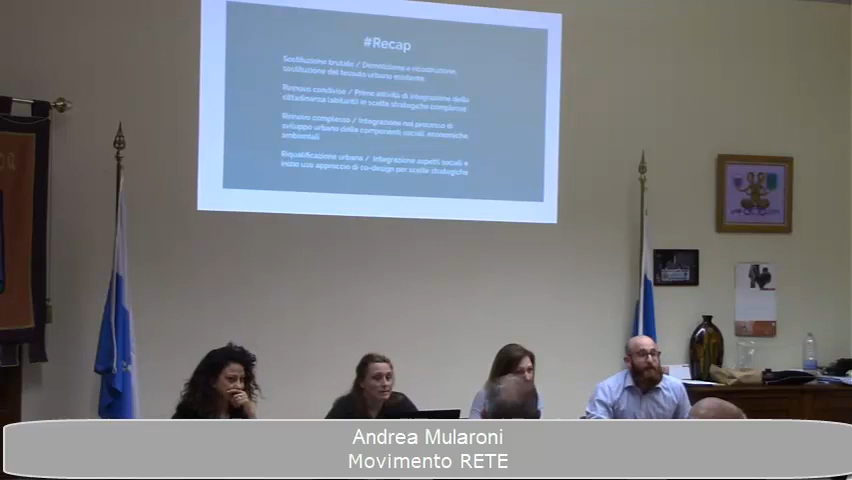 #Recap
Sostituzione brutale / Demolizione e ricostruzione,
sostituzione del tessuto urbano esistente
Rinnovo condiviso / Prime attività di integrazione della
cittadinanza (abitanti) in scelte strategiche complesse
Rinnovo complesso / Integrazione nel processo di
sviluppo urbano delle componenti sociali, economiche
ambientali
Riqualificazione urbana / Integrazione aspetti sociali e
inizio uso approccio di co-design per scelte strategiche
Andrea Mularoni
Movimento RETE